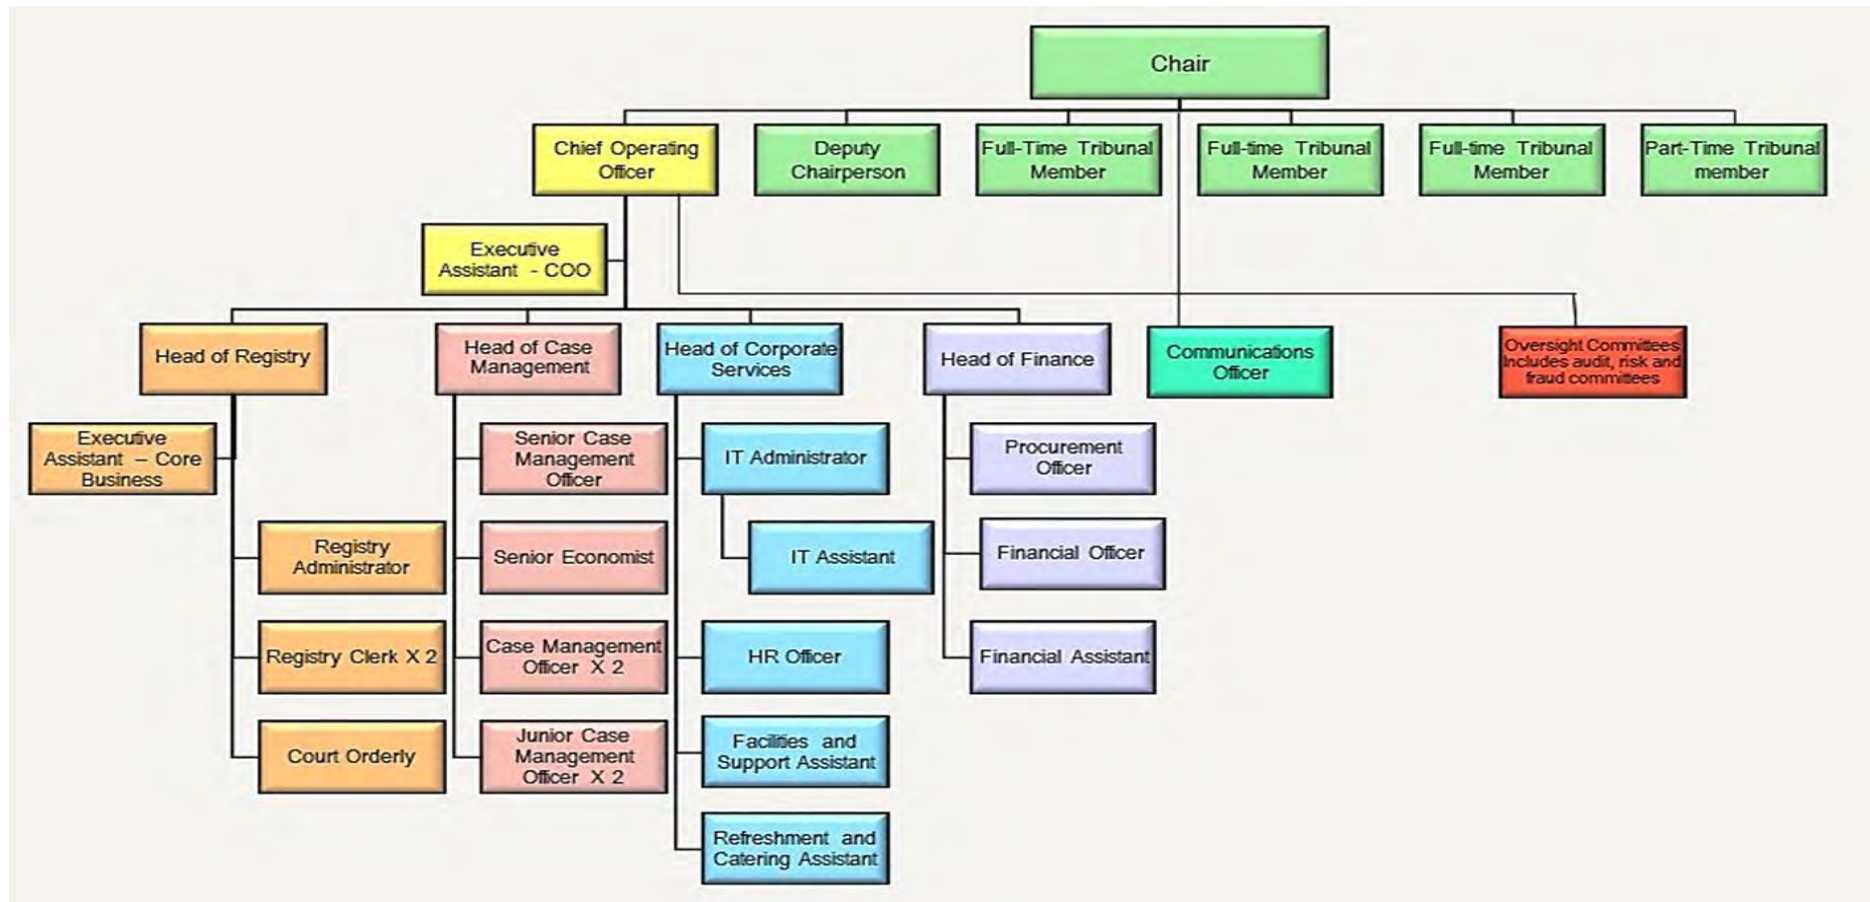 Chair
Chief Operating
Officer
Deputy
Chairperson
Full-Time Tribunal
Member
Full-time Tribunal
Member
Full-time Tribunal
Member
Part-Time Tribunal
member
Executive
Assistant - COO
Head of Registry
Head of Case
Management
Head of Corporate
Services
Head of Finance
Communications
Officer
Oversight Committees
Includes audit, risk and
fraud committees
Executive
Assistant – Core
Business
Registry
Administrator
Registry Clerk X 2
Court Orderly
Senior Case
Management
Officer
Senior Economist
Case Management
Officer X 2
Junior Case
Management
Officer X 2
IT Administrator
IT Assistant
HR Officer
Facilities and
Support Assistant
Refreshment and
Catering Assistant
Procurement
Officer
Financial Officer
Financial Assistant